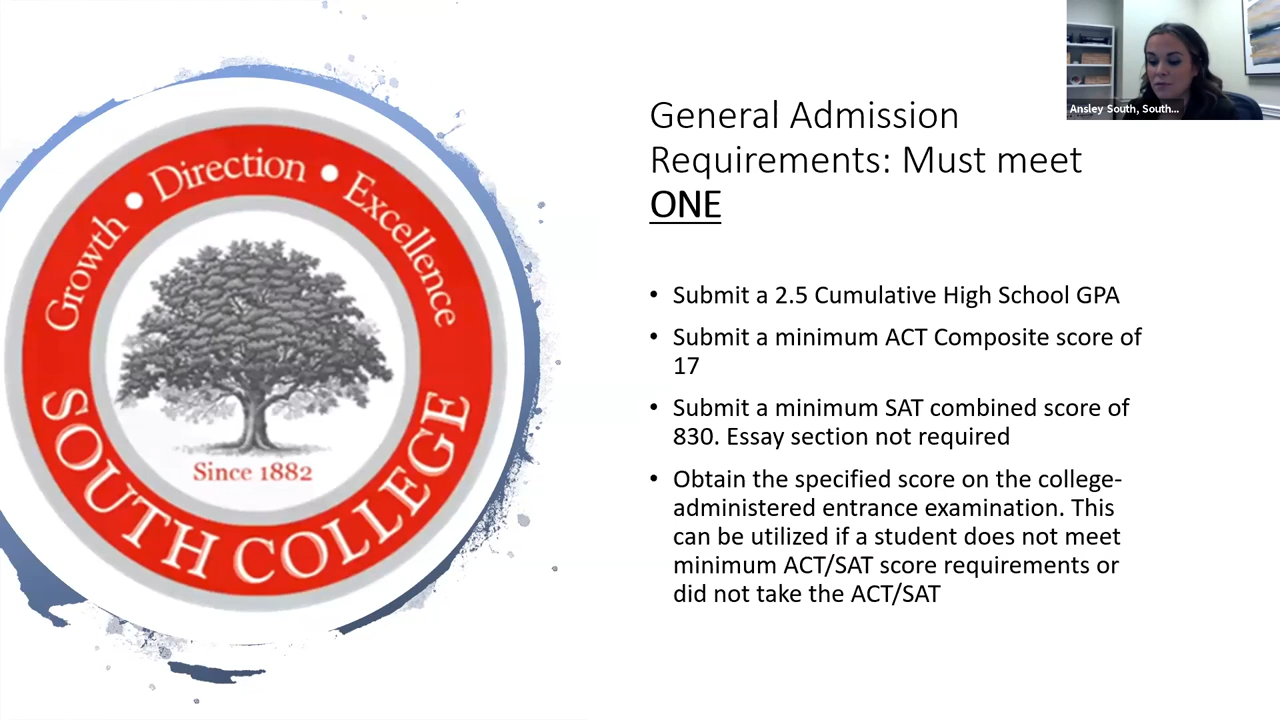 Growth • Direction • Excellence
Since 1882
SOUTH COLLEGE
Ansley South, South...
General Admission
Requirements: Must meet
ONE
• Submit a 2.5 Cumulative High School GPA
• Submit a minimum ACT Composite score of
17
• Submit a minimum SAT combined score of
830. Essay section not required
• Obtain the specified score on the college-
administered entrance examination. This
can be utilized if a student does not meet
minimum ACT/SAT score requirements or
did not take the ACT/SAT